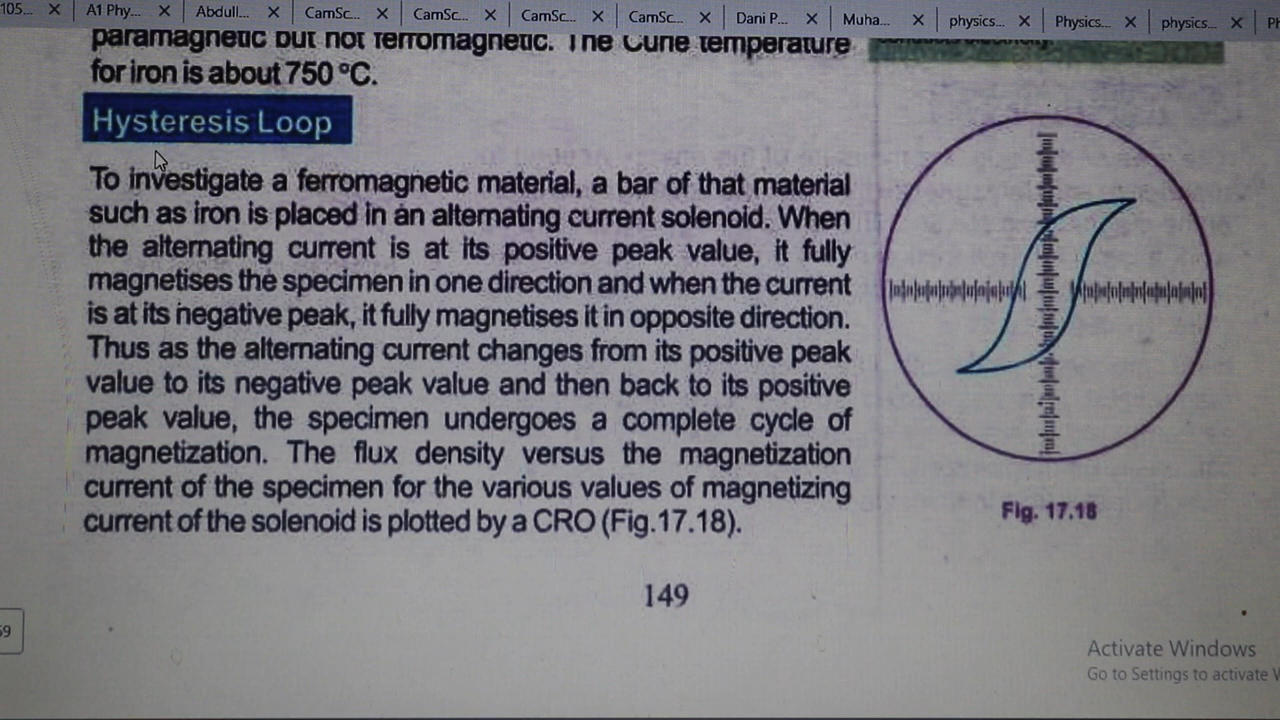 105...
A1 Phy...
Abdull...
CamSc...
CamSc...
CamSc...
CamSc...
Dani P...
Muha...
physics...
Physics...
physics...
paramagnetic but not ferromagnetic. The Curie temperature
for iron is about 750 °C.
Hysteresis Loop
To investigate a ferromagnetic material, a bar of that material
such as iron is placed in an alternating current solenoid. When
the alternating current is at its positive peak value, it fully
magnetises the specimen in one direction and when the current
is at its negative peak, it fully magnetises it in opposite direction.
Thus as the alternating current changes from its positive peak
value to its negative peak value and then back to its positive
peak value, the specimen undergoes a complete cycle of
magnetization. The flux density versus the magnetization
current of the specimen for the various values of magnetizing
current of the solenoid is plotted by a CRO (Fig.17.18).
Fig. 17.18
149
Activate Windows
Go to Settings to activate W